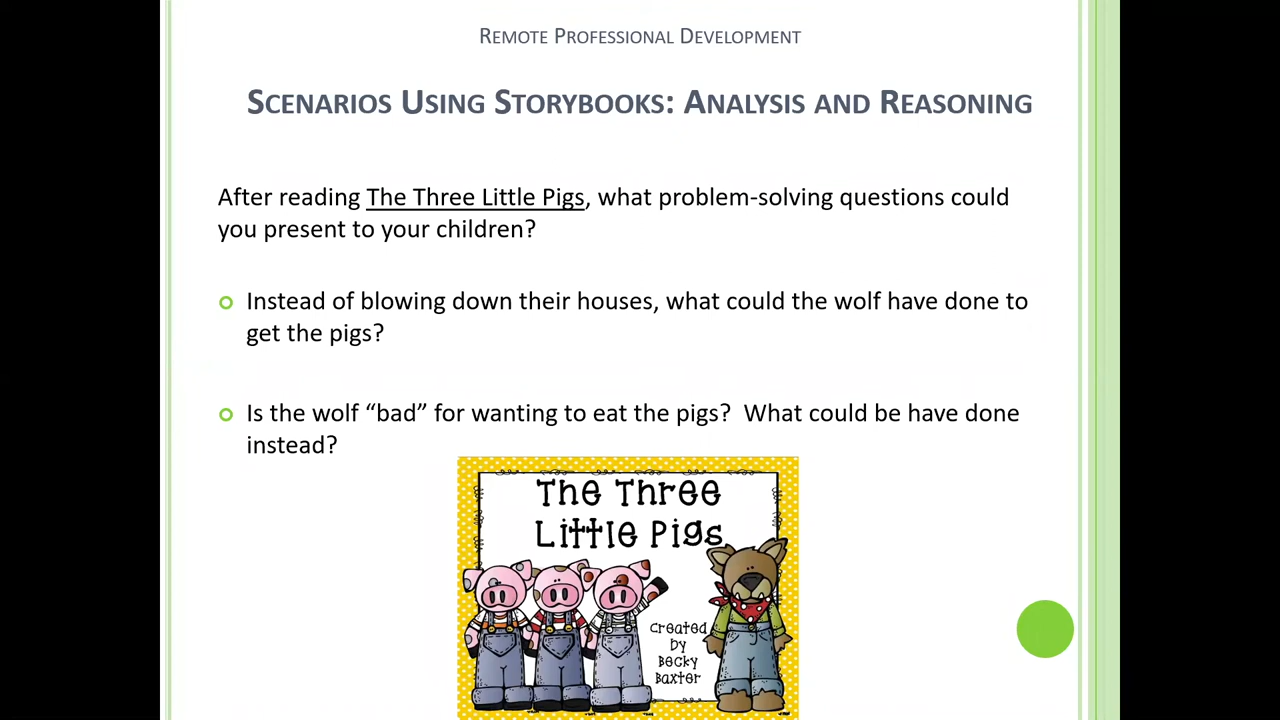 Remote Professional Development
Scenarios Using Storybooks: Analysis and Reasoning
After reading The Three Little Pigs, what problem-solving questions could
you present to your children?
Instead of blowing down their houses, what could the wolf have done to
get the pigs?
Is the wolf “bad” for wanting to eat the pigs?  What could be have done
instead?
The Three
Little Pigs
created
by
Becky
Baxter